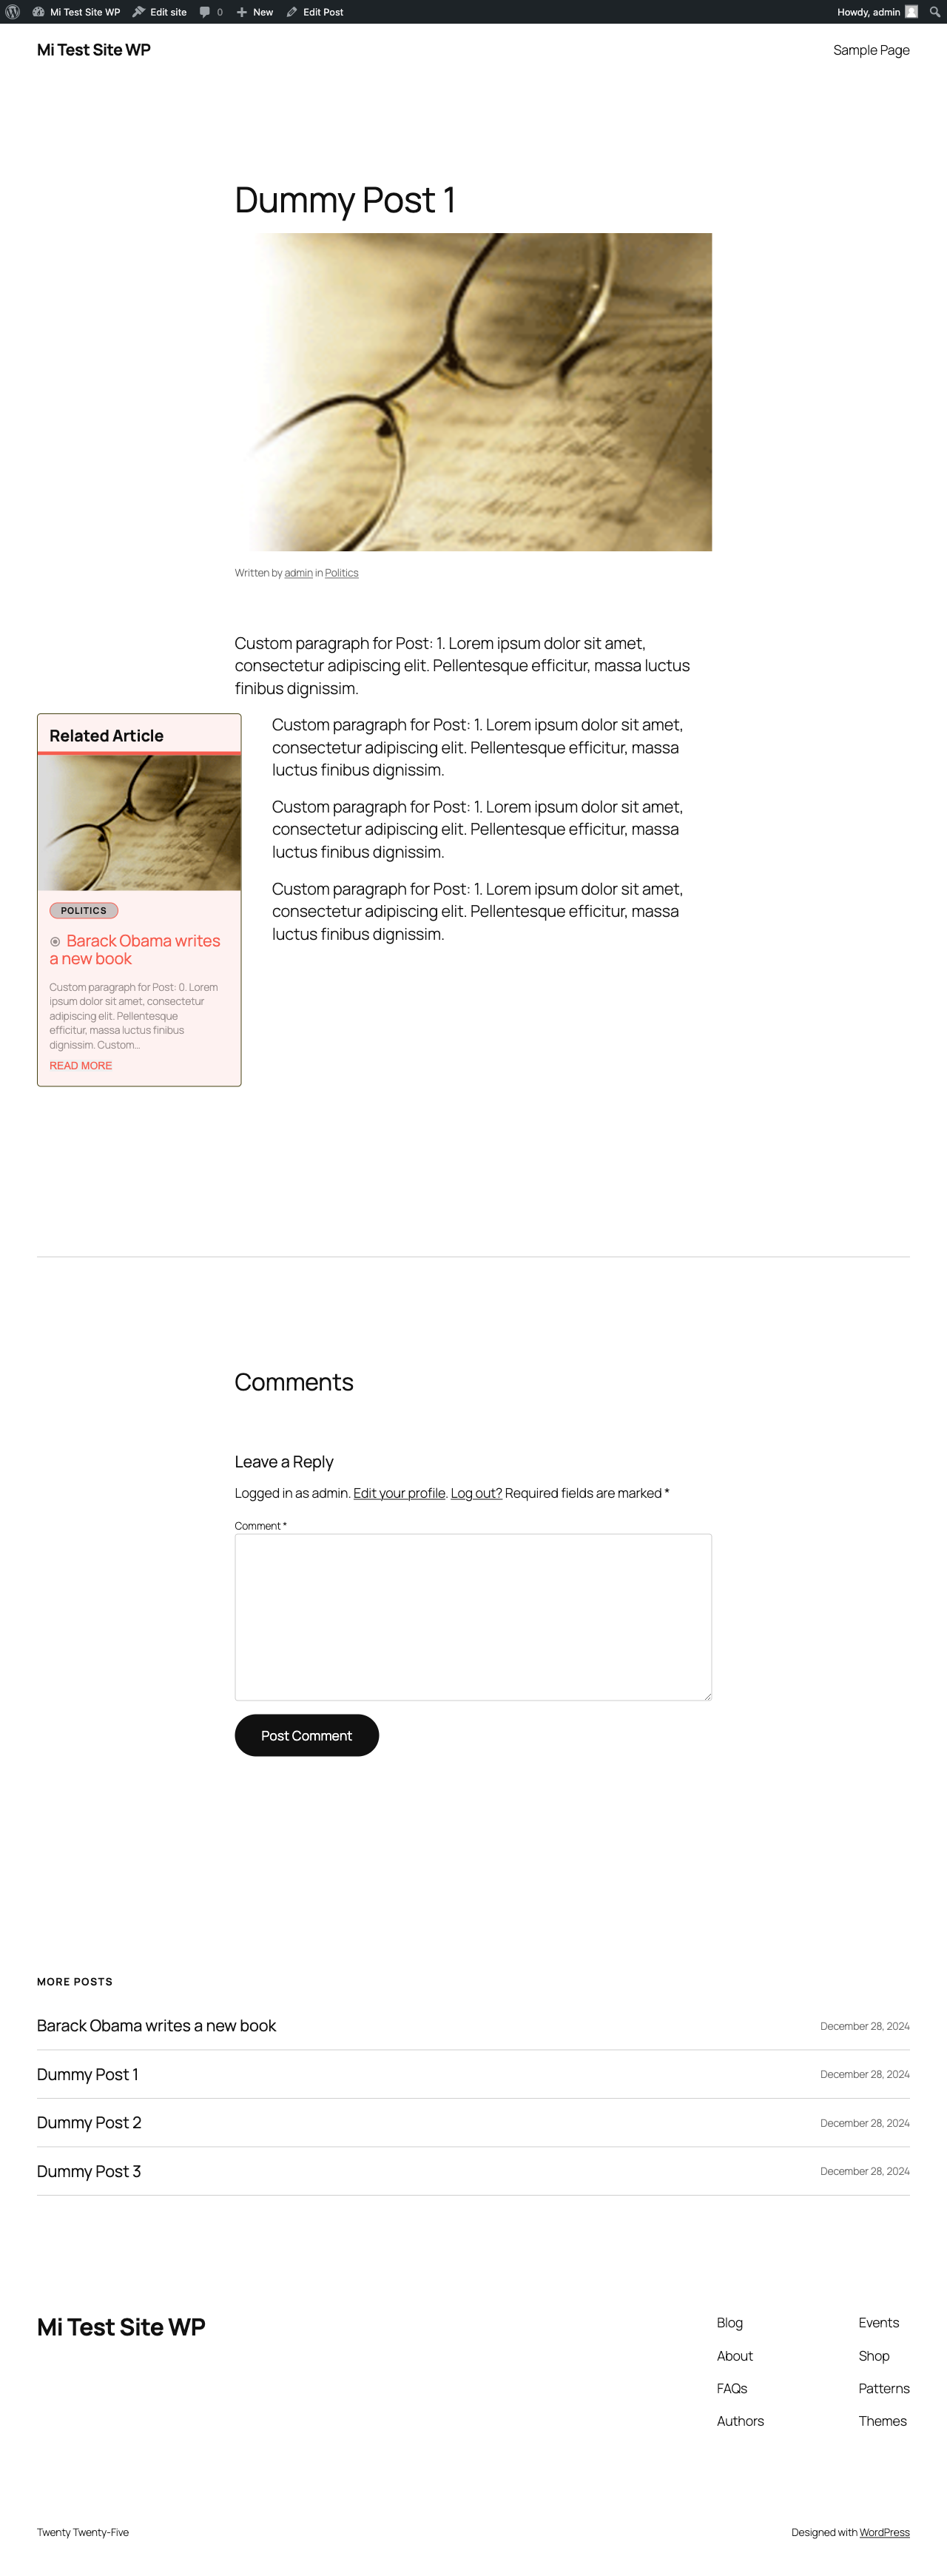 Mi Test Site WP
Edit site
0
New
Edit Post
Howdy, admin
Mi Test Site WP
Sample Page
Dummy Post 1
Written by admin in Politics
Custom paragraph for Post: 1. Lorem ipsum dolor sit amet,
consectetur adipiscing elit. Pellentesque efficitur, massa luctus
finibus dignissim.
Related Article
POLITICS
Barack Obama writes
a new book
Custom paragraph for Post: 0. Lorem
ipsum dolor sit amet, consectetur
adipiscing elit. Pellentesque
efficitur, massa luctus finibus
dignissim. Custom...
READ MORE
Custom paragraph for Post: 1. Lorem ipsum dolor sit amet,
consectetur adipiscing elit. Pellentesque efficitur, massa
luctus finibus dignissim.
Custom paragraph for Post: 1. Lorem ipsum dolor sit amet,
consectetur adipiscing elit. Pellentesque efficitur, massa
luctus finibus dignissim.
Custom paragraph for Post: 1. Lorem ipsum dolor sit amet,
consectetur adipiscing elit. Pellentesque efficitur, massa
luctus finibus dignissim.
Comments
Leave a Reply
Logged in as admin. Edit your profile. Log out? Required fields are marked *
Comment *
Post Comment
MORE POSTS
Barack Obama writes a new book
December 28, 2024
Dummy Post 1
December 28, 2024
Dummy Post 2
December 28, 2024
Dummy Post 3
December 28, 2024
Mi Test Site WP
Blog
About
FAQs
Authors
Events
Shop
Patterns
Themes
Twenty Twenty-Five
Designed with WordPress